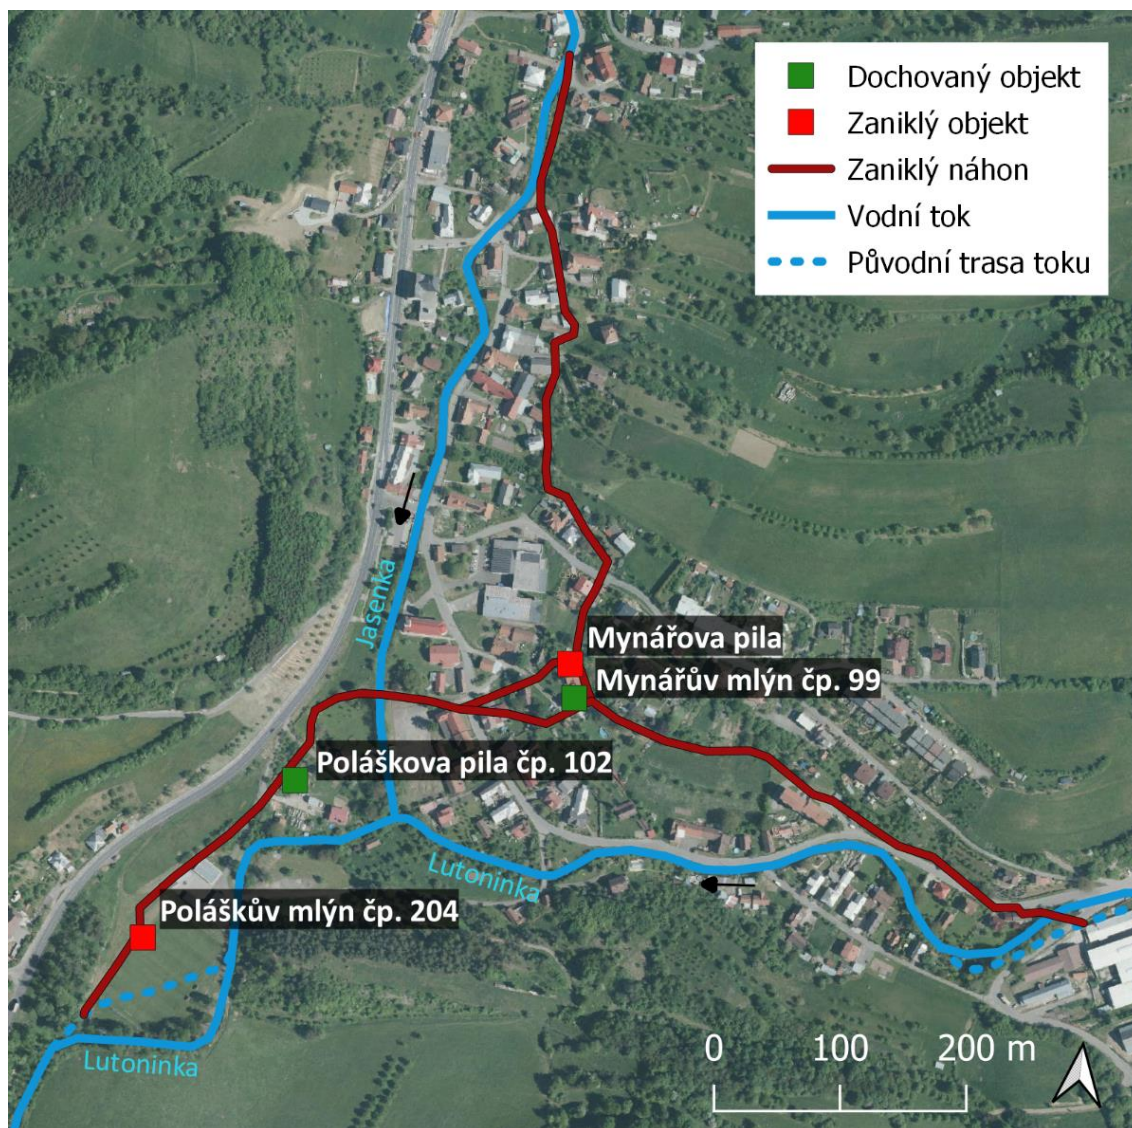 Dochovaný objekt
Zaniklý objekt
Zaniklý náhon
Vodní tok
Původní trasa toku
Jasenka
Mynářova pila
Mynářův mlýn čp. 99
Poláškova pila čp. 102
Lutoninka
Poláškův mlýn čp. 204
Lutoninka
0 100 200 m